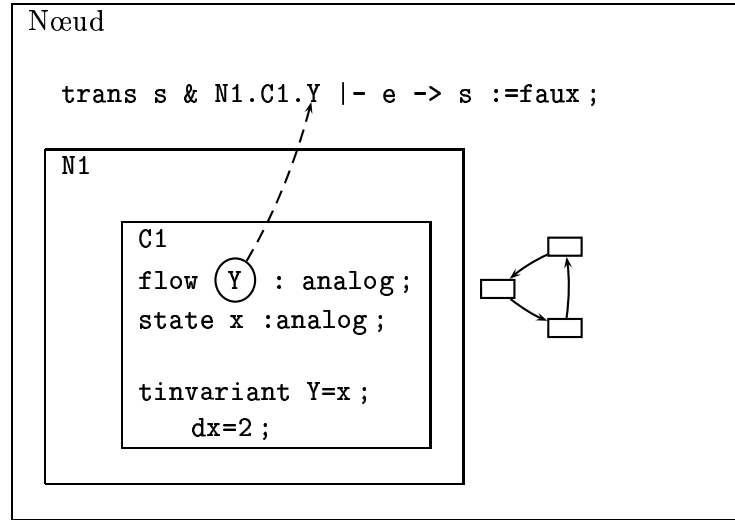 Nœud
trans s & N1.C1.Y |- e -> s :=faux ;
N1
C1
flow Y : analog ;
state x :analog ;
tinvariant Y=x ;
dx=2 ;